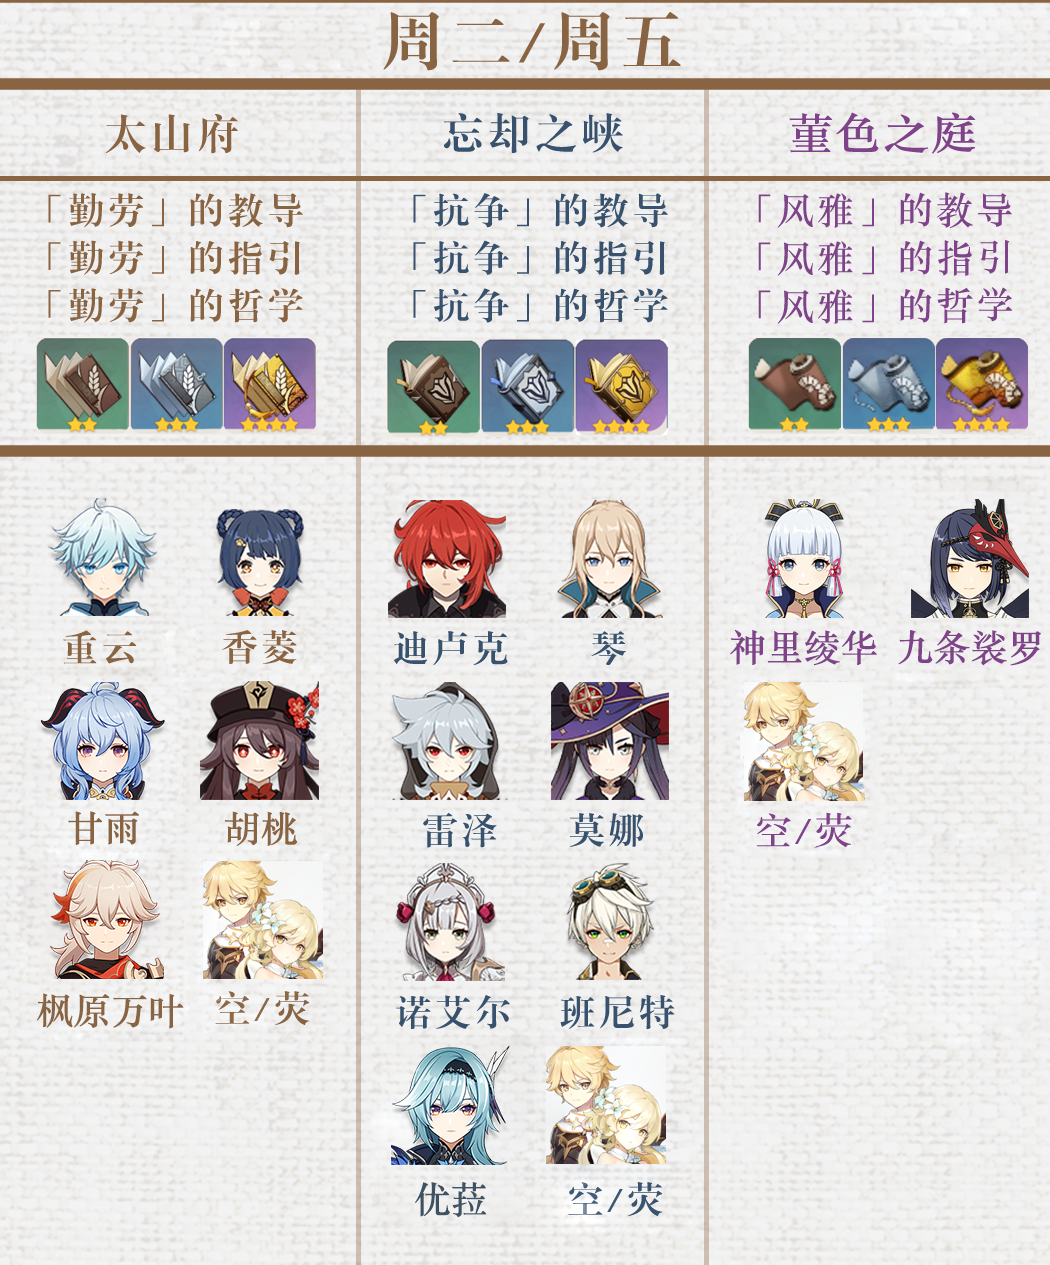 周二/周五
太山府
忘却之峡
菫色之庭
「勤劳」的教导
「勤劳」的指引
「勤劳」的哲学
「抗争」的教导
「抗争」的指引
「抗争」的哲学
「风雅」的教导
「风雅」的指引
「风雅」的哲学
重云
香菱
甘雨
胡桃
枫原万叶
空/荧
迪卢克
琴
雷泽
莫娜
诺艾尔
班尼特
优菈
空/荧
神里绫华
九条裟罗
空/荧